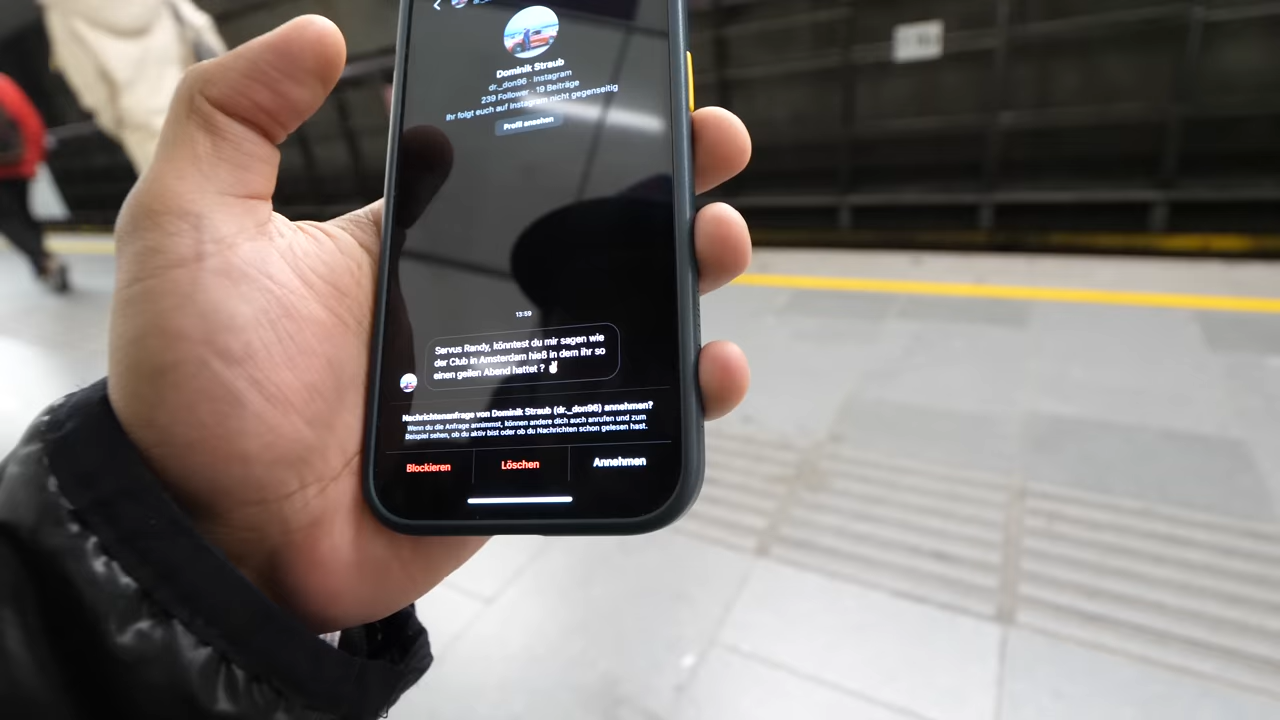 Dominik Straub
dr._don96 · Instagram
239 Follower · 19 Beiträge
Ihr folgt euch auf Instagram nicht gegenseitig
Profil ansehen
13:59
Servus Randy, könntest du mir sagen wie
der Club in Amsterdam hieß in dem ihr so
einen geilen Abend hattet ? ✌🏻
Nachrichtenanfrage von Dominik Straub (dr._don96) annehmen?
Wenn du die Anfrage annimmst, können andere dich auch anrufen und zum
Beispiel sehen, ob du aktiv bist oder ob du Nachrichten schon gelesen hast.
Blockieren
Löschen
Annehmen